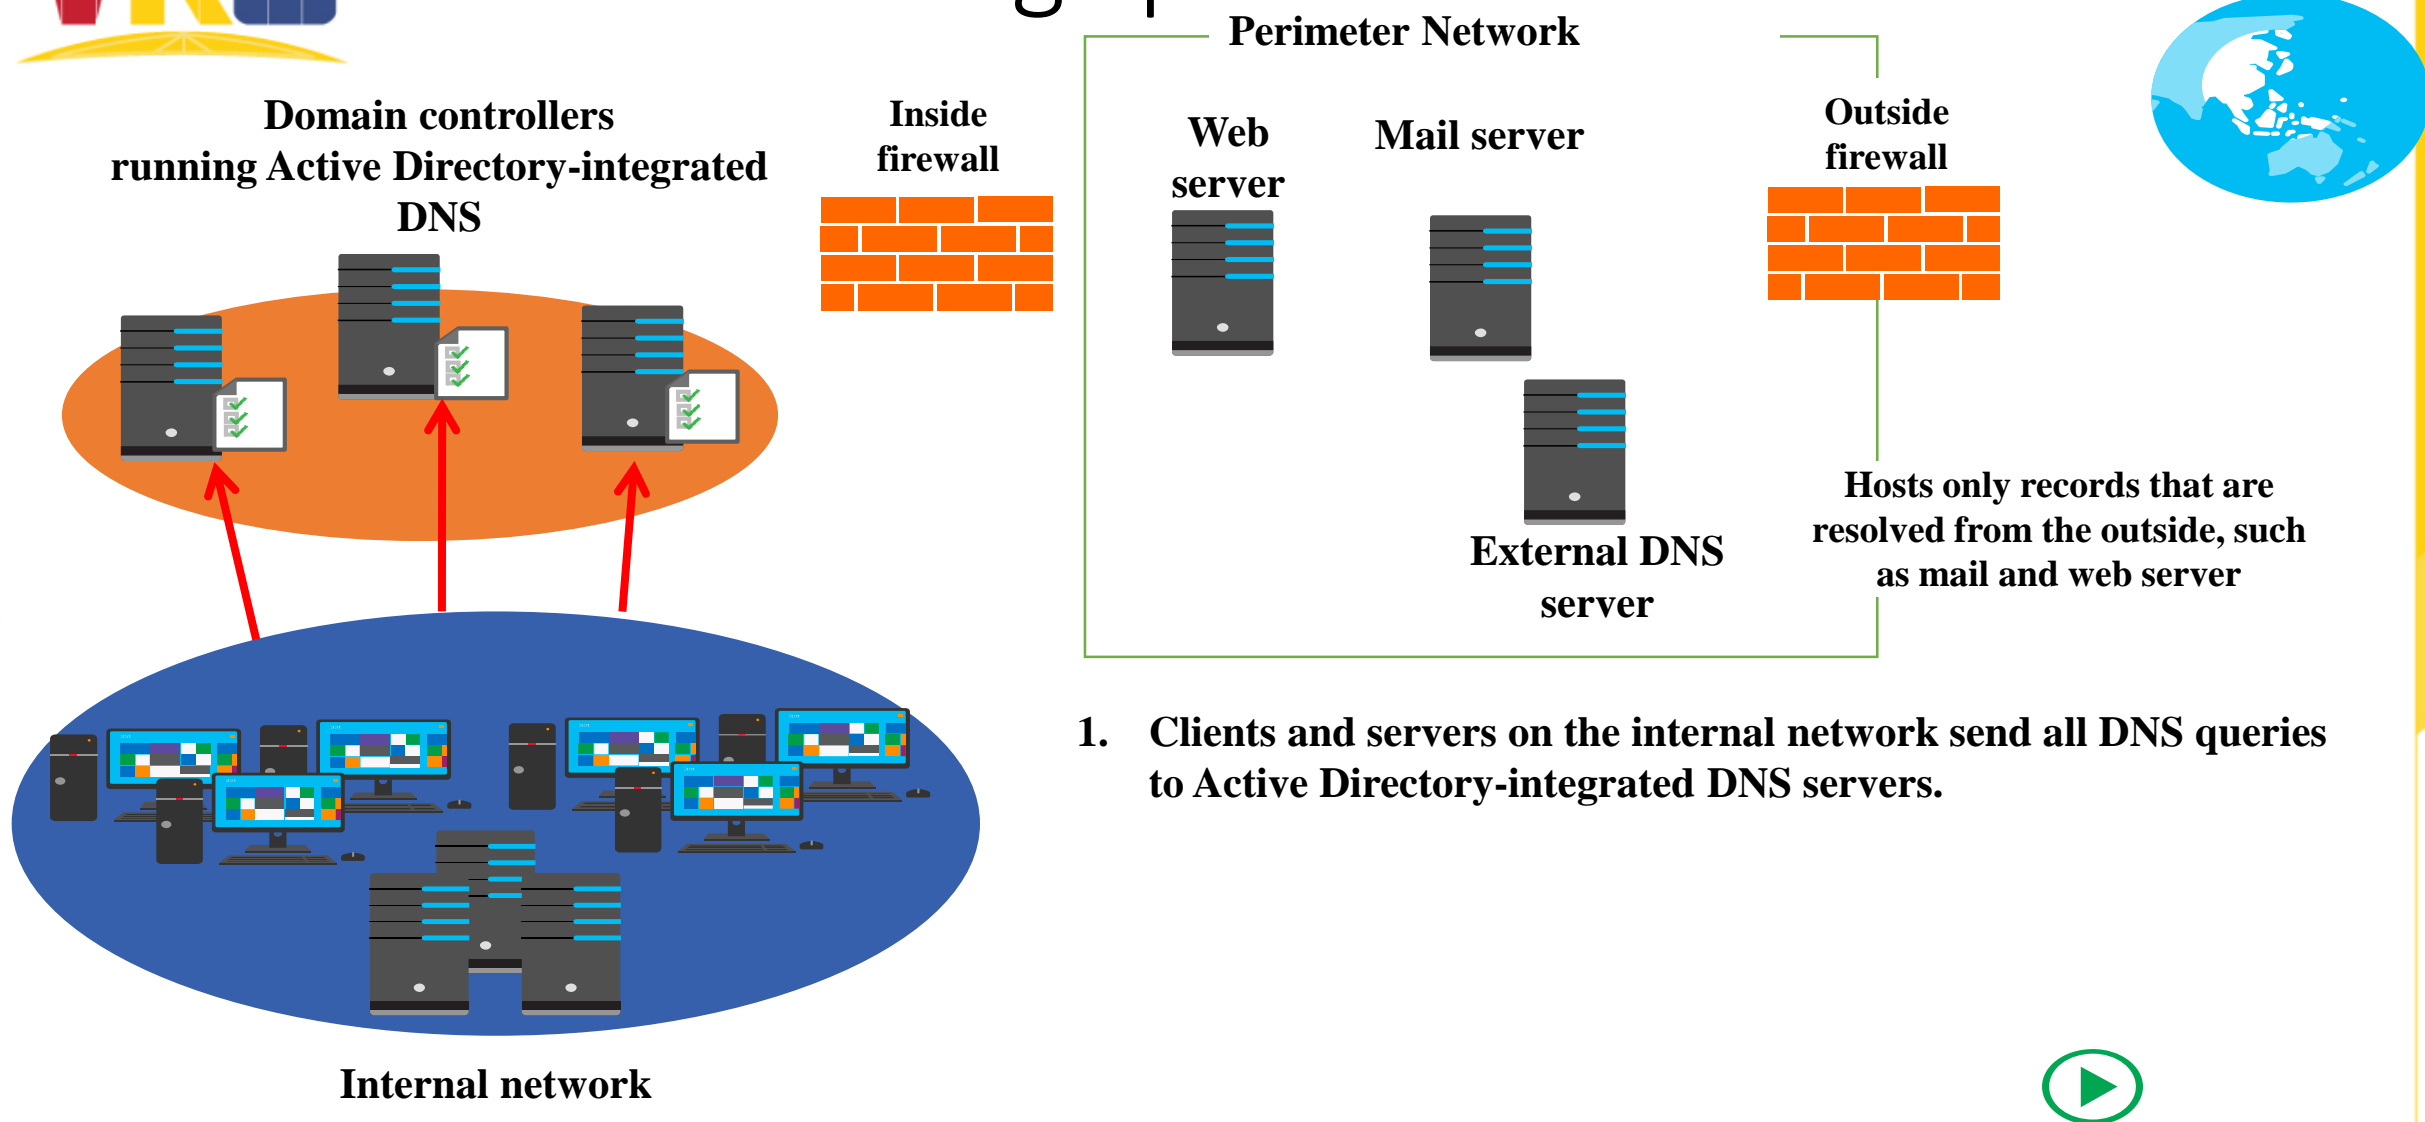 Perimeter Network
Domain controllers
running Active Directory-integrated
DNS
Inside
firewall
Web
server
Mail server
Outside
firewall
External DNS
server
Hosts only records that are
resolved from the outside, such
as mail and web server
1. Clients and servers on the internal network send all DNS queries
to Active Directory-integrated DNS servers.
Internal network